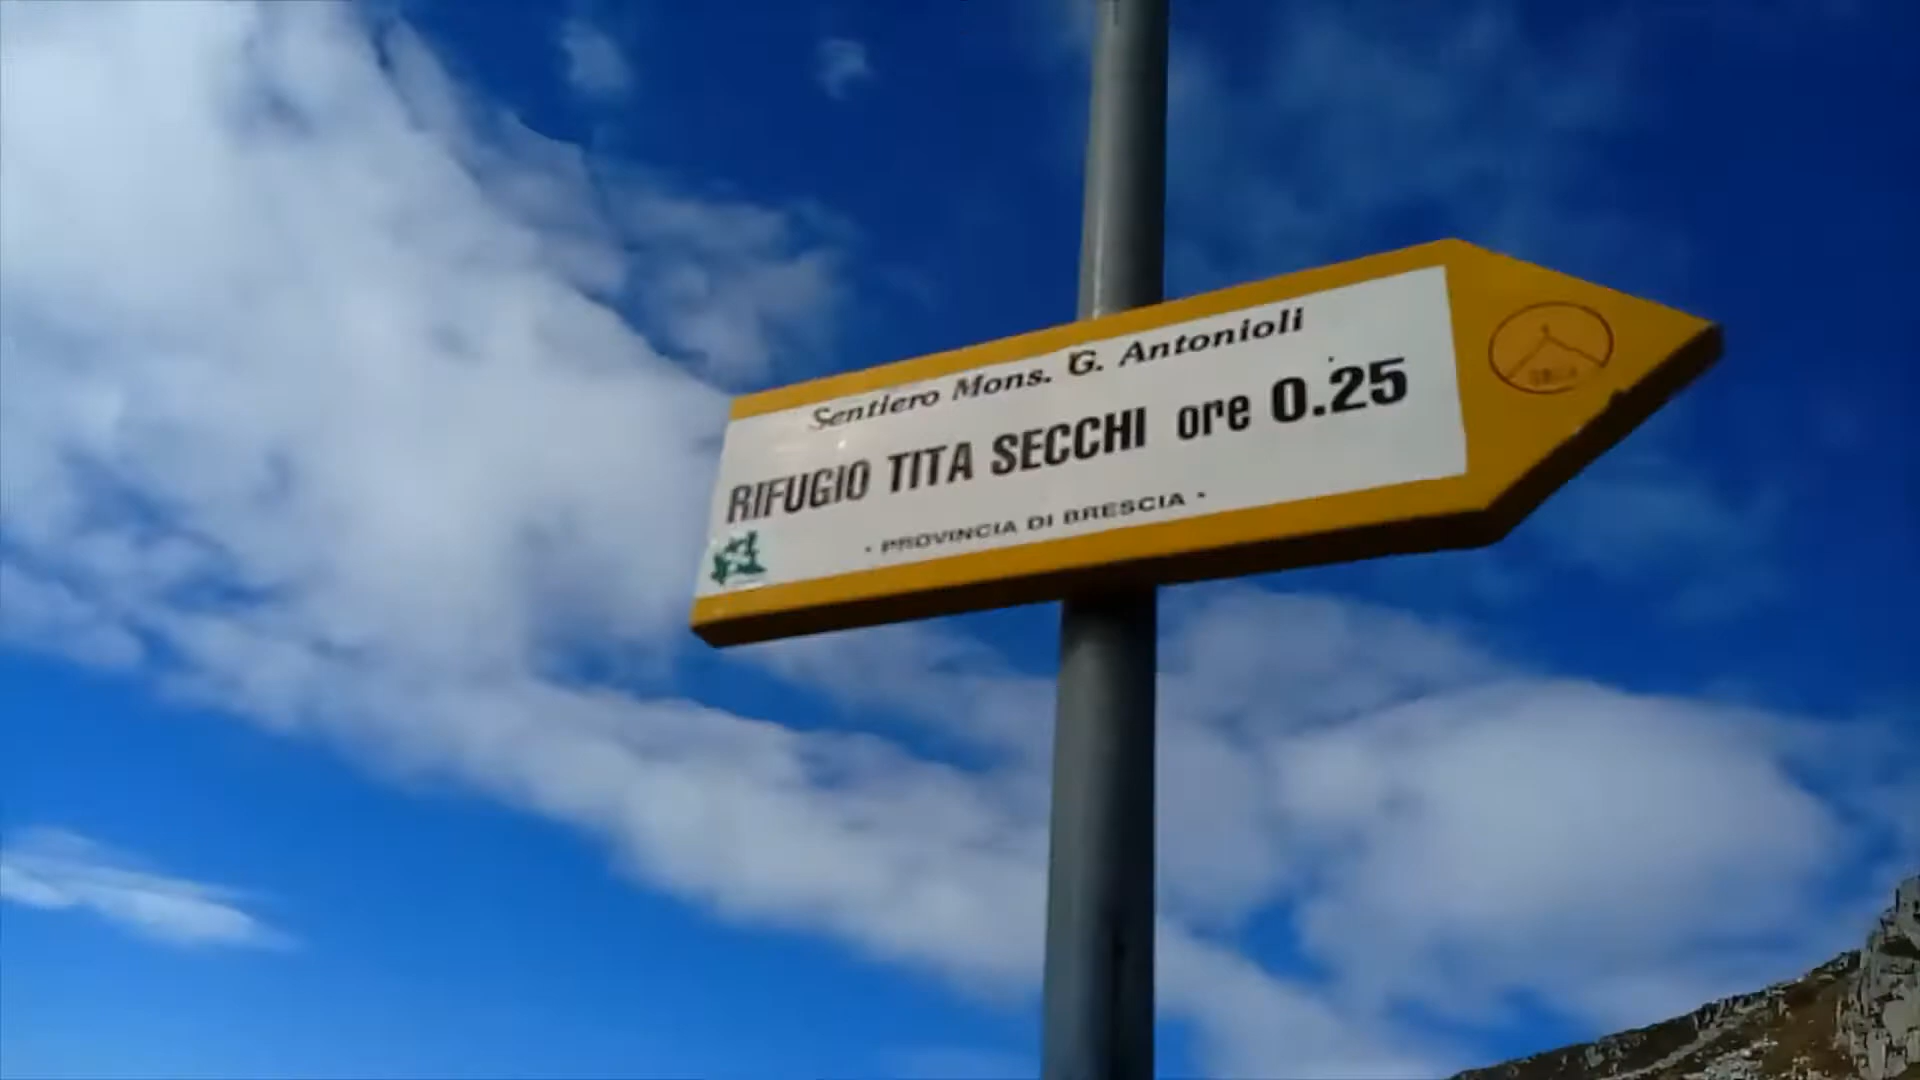 Sentiero Mons. G. Antonioli
RIFUGIO TITA SECCHI ore 0.25
• PROVINCIA DI BRESCIA •